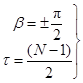 β = ± π/2
τ = (N − 1)/2 }